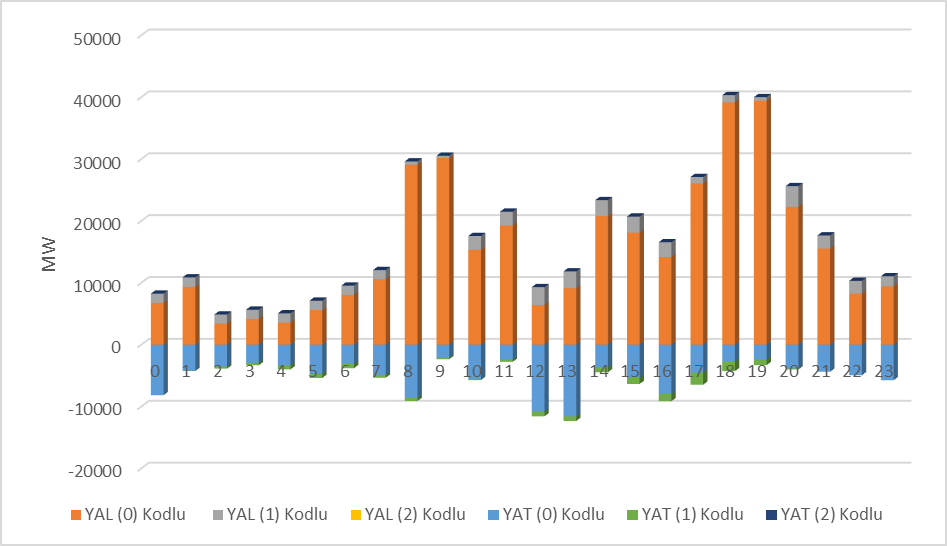 50000
40000
30000
20000
10000
0
-10000
-20000
MW
0 1 2 3 4 5 6 7 8 9 10 11 12 13 14 15 16 17 18 19 20 21 22 23
YAL (0) Kodlu YAL (1) Kodlu YAL (2) Kodlu YAT (0) Kodlu YAT (1) Kodlu YAT (2) Kodlu